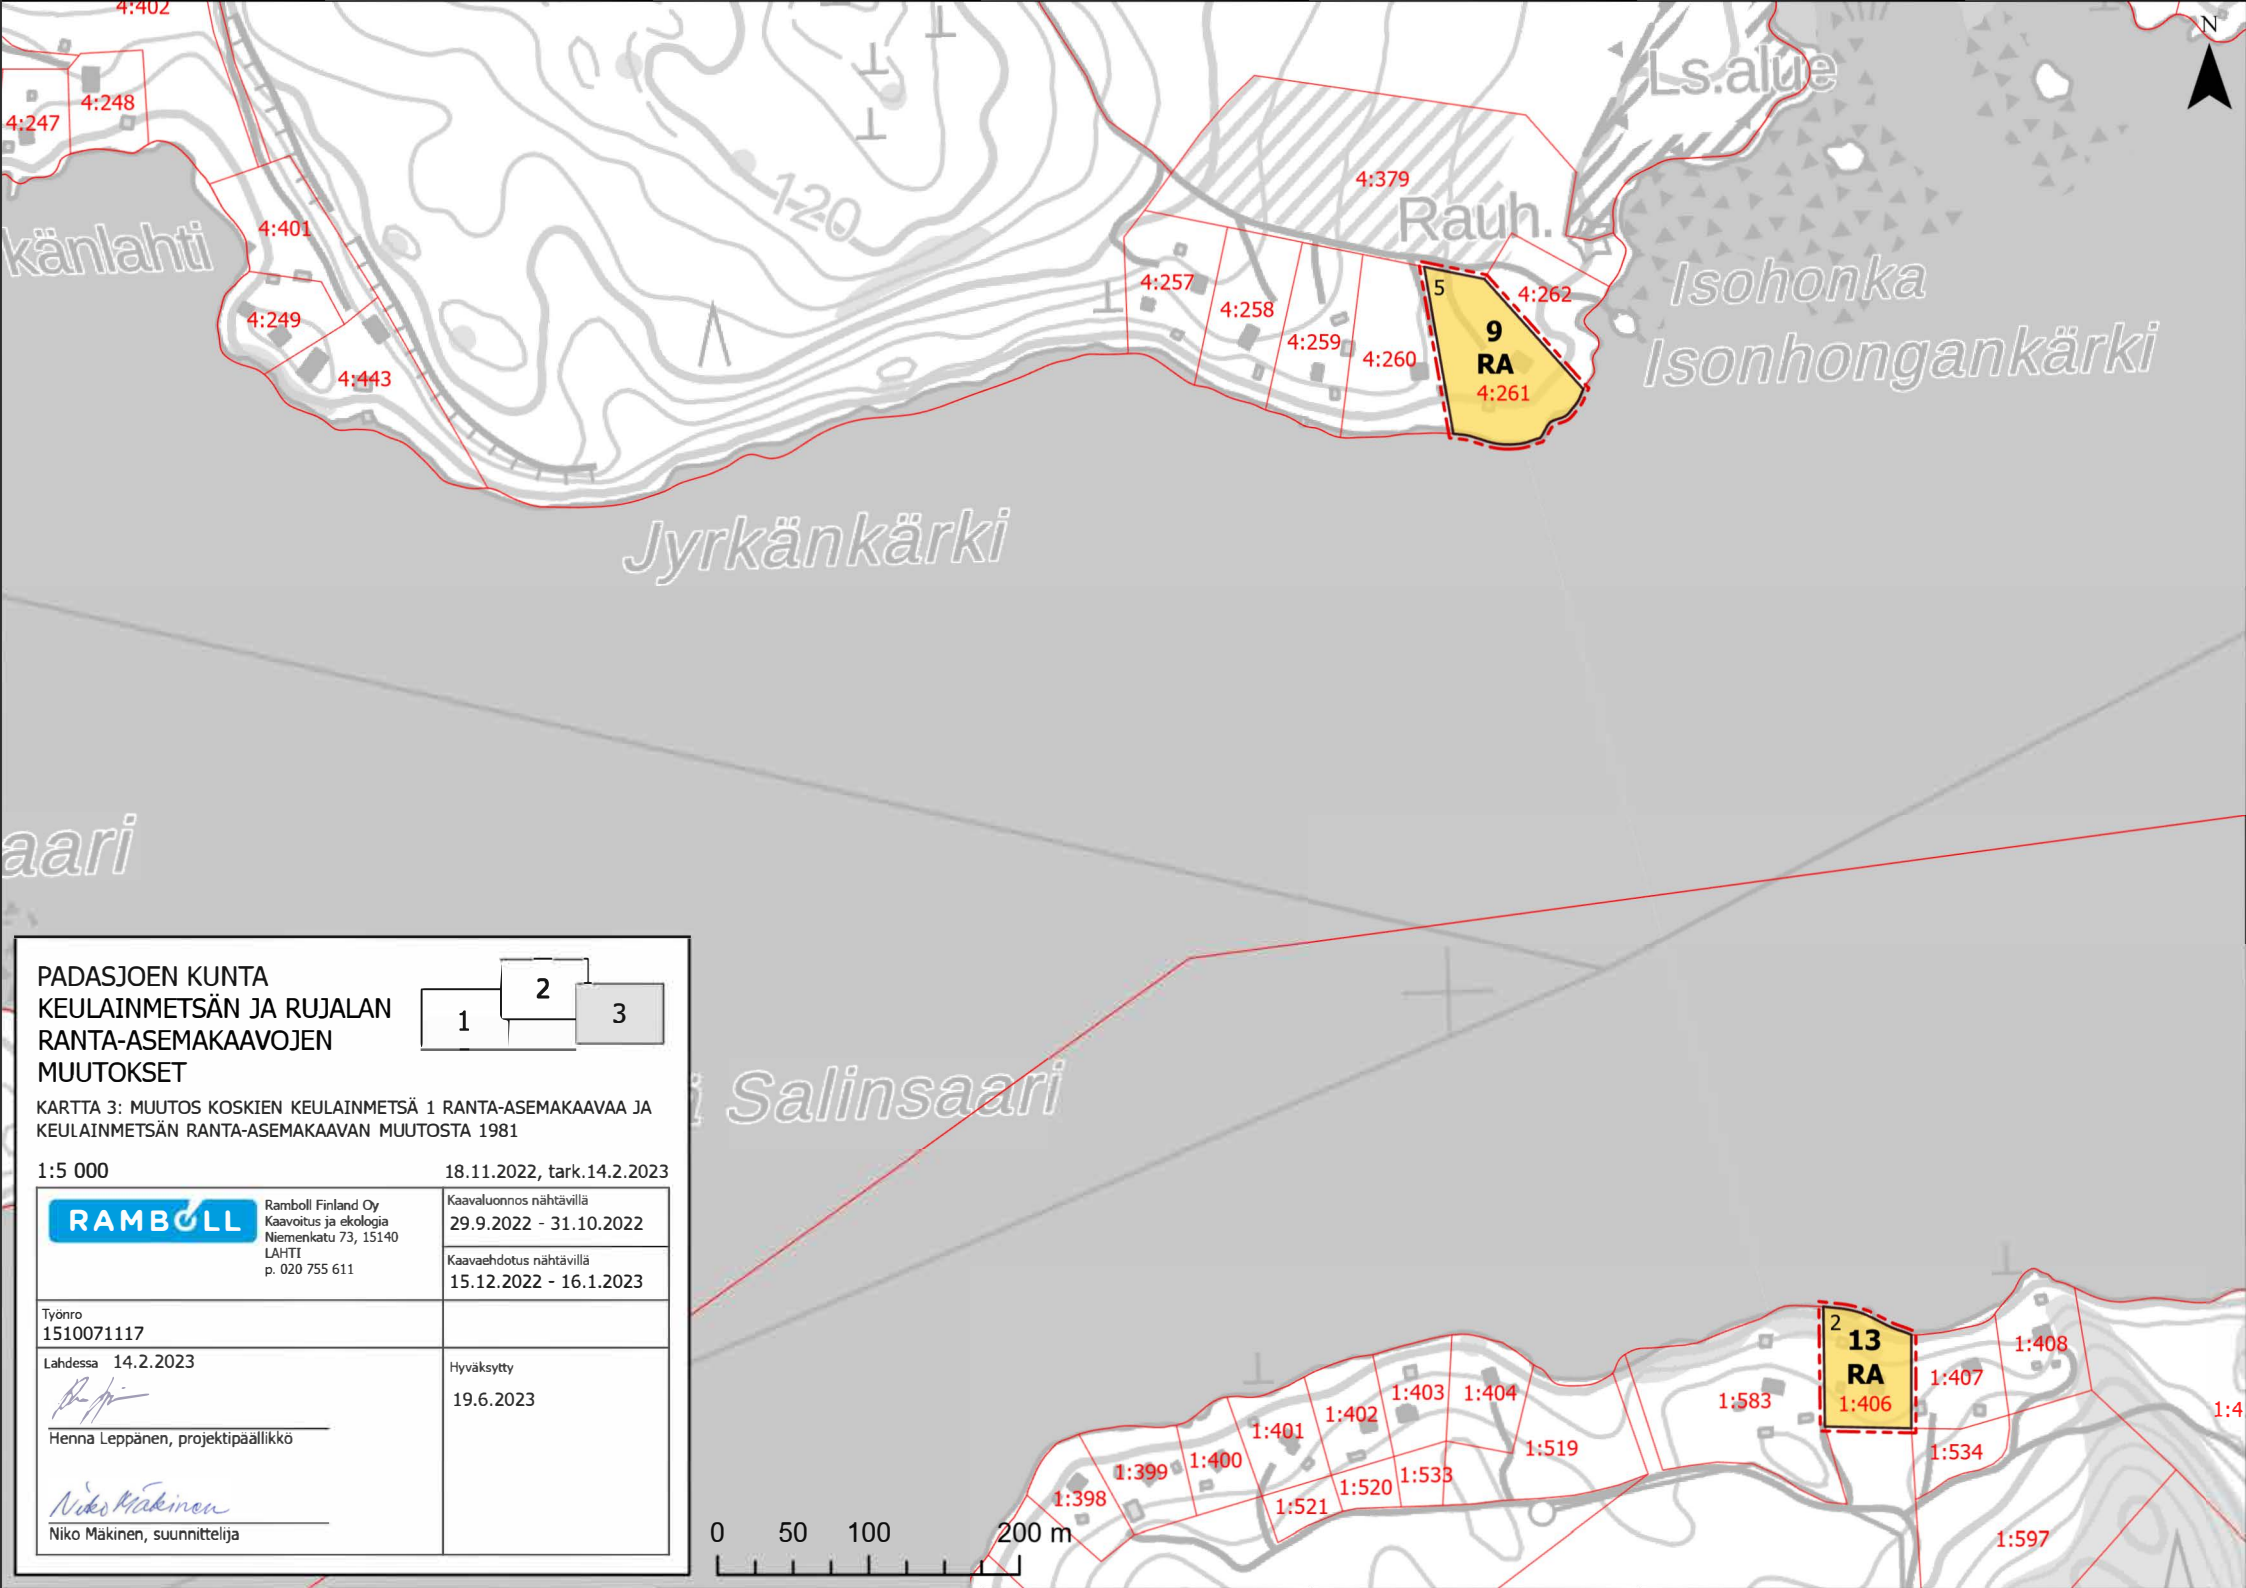 4:402
N
Ls.alue
4:248
4:247
4:379
120
Rauh.
4:401
känlahti
Isohonka
4:257
5
4:262
4:258
4:249
9
4:259
Isonhongankärki
4:260
RA
4:443
4:261
Jyrkänkärki
aari
PADASJOEN KUNTA
KEULAINMETSÄN JA RUJALAN
RANTA-ASEMAKAAVOJEN
MUUTOKSET
1
2
3
KARTTA 3: MUUTOS KOSKIEN KEULAINMETSÄ 1 RANTA-ASEMAKAAVAA JA
KEULAINMETSÄN RANTA-ASEMAKAAVAN MUUTOSTA 1981
1:5 000
18.11.2022, tark.14.2.2023
RAMBOLL
Ramboll Finland Oy
Kaavoitus ja ekologia
Niemenkatu 73, 15140
LAHTI
p. 020 755 611
Kaavaluonnos nähtävillä
29.9.2022 - 31.10.2022
Kaavaehdotus nähtävillä
15.12.2022 - 16.1.2023
Työnro
1510071117
Lahdessa 14.2.2023
Henna Leppänen, projektipäällikkö
Niko Mäkinen
Niko Mäkinen, suunnittelija
Hyväksytty
19.6.2023
ä Salinsaari
2
13
RA
1:406
1:408
1:407
1:583
1:403
1:404
1:402
1:401
1:4
1:519
1:534
1:400
1:399
1:533
1:520
1:398
1:521
1:597
0 50 100 200 m